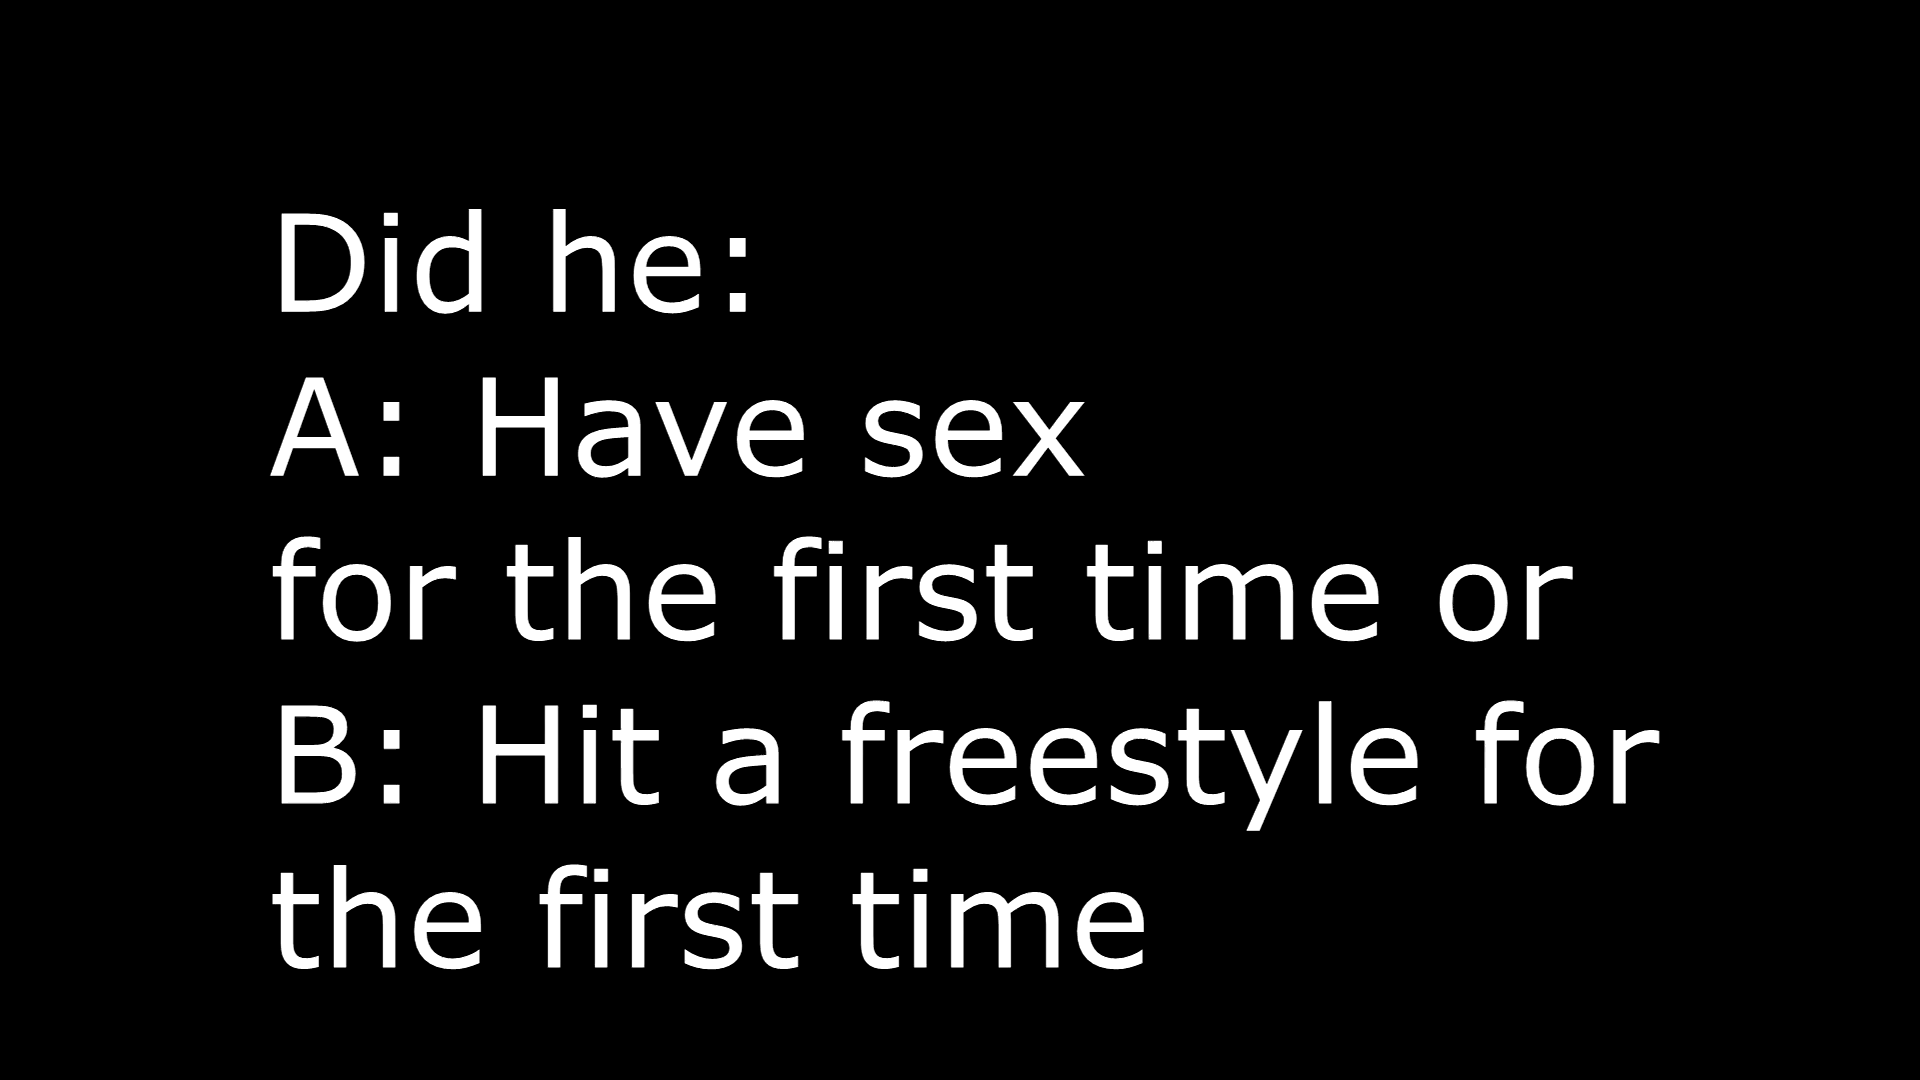 Did he:
A: Have sex
for the first time or
B: Hit a freestyle for
the first time